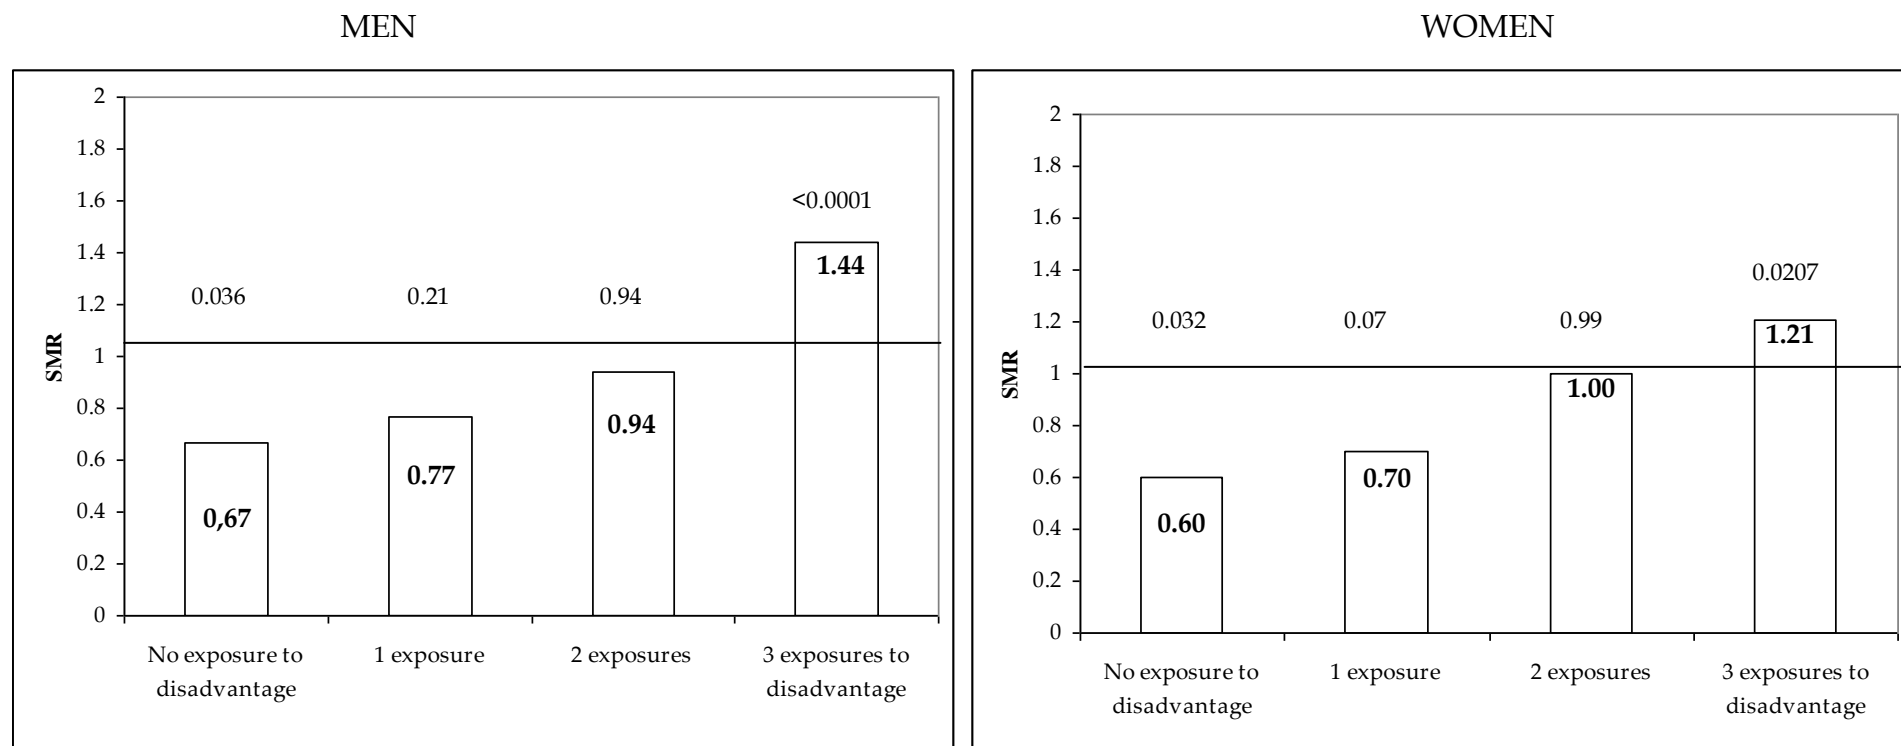 MEN
WOMEN
2
1.8
1.6
1.4
1.2
1
0.8
0.6
0.4
0.2
0
SMR
0.036
0.21
0.94
<0.0001
0,67
0.77
0.94
1.44
No exposure to
disadvantage
1 exposure
2 exposures
3 exposures to
disadvantage
2
1.8
1.6
1.4
1.2
1
0.8
0.6
0.4
0.2
0
SMR
0.032
0.07
0.99
0.0207
0.60
0.70
1.00
1.21
No exposure to
disadvantage
1 exposure
2 exposures
3 exposures to
disadvantage